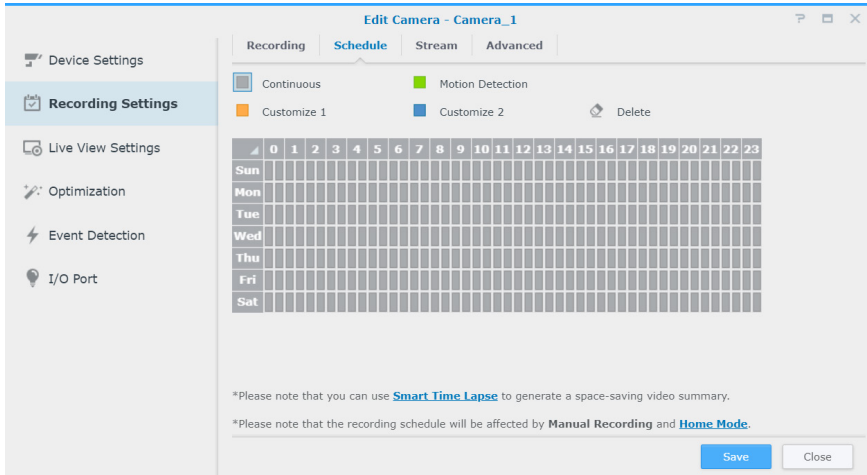 Edit Camera - Camera_1
Device Settings
Recording Settings
Live View Settings
Optimization
Event Detection
I/O Port
Recording Schedule Stream Advanced
Continuous Motion Detection
Customize 1 Customize 2 Delete
0 1 2 3 4 5 6 7 8 9 10 11 12 13 14 15 16 17 18 19 20 21 22 23
Sun
Mon
Tue
Wed
Thu
Fri
Sat
*Please note that you can use Smart Time Lapse to generate a space-saving video summary.
*Please note that the recording schedule will be affected by Manual Recording and Home Mode.
Save Close